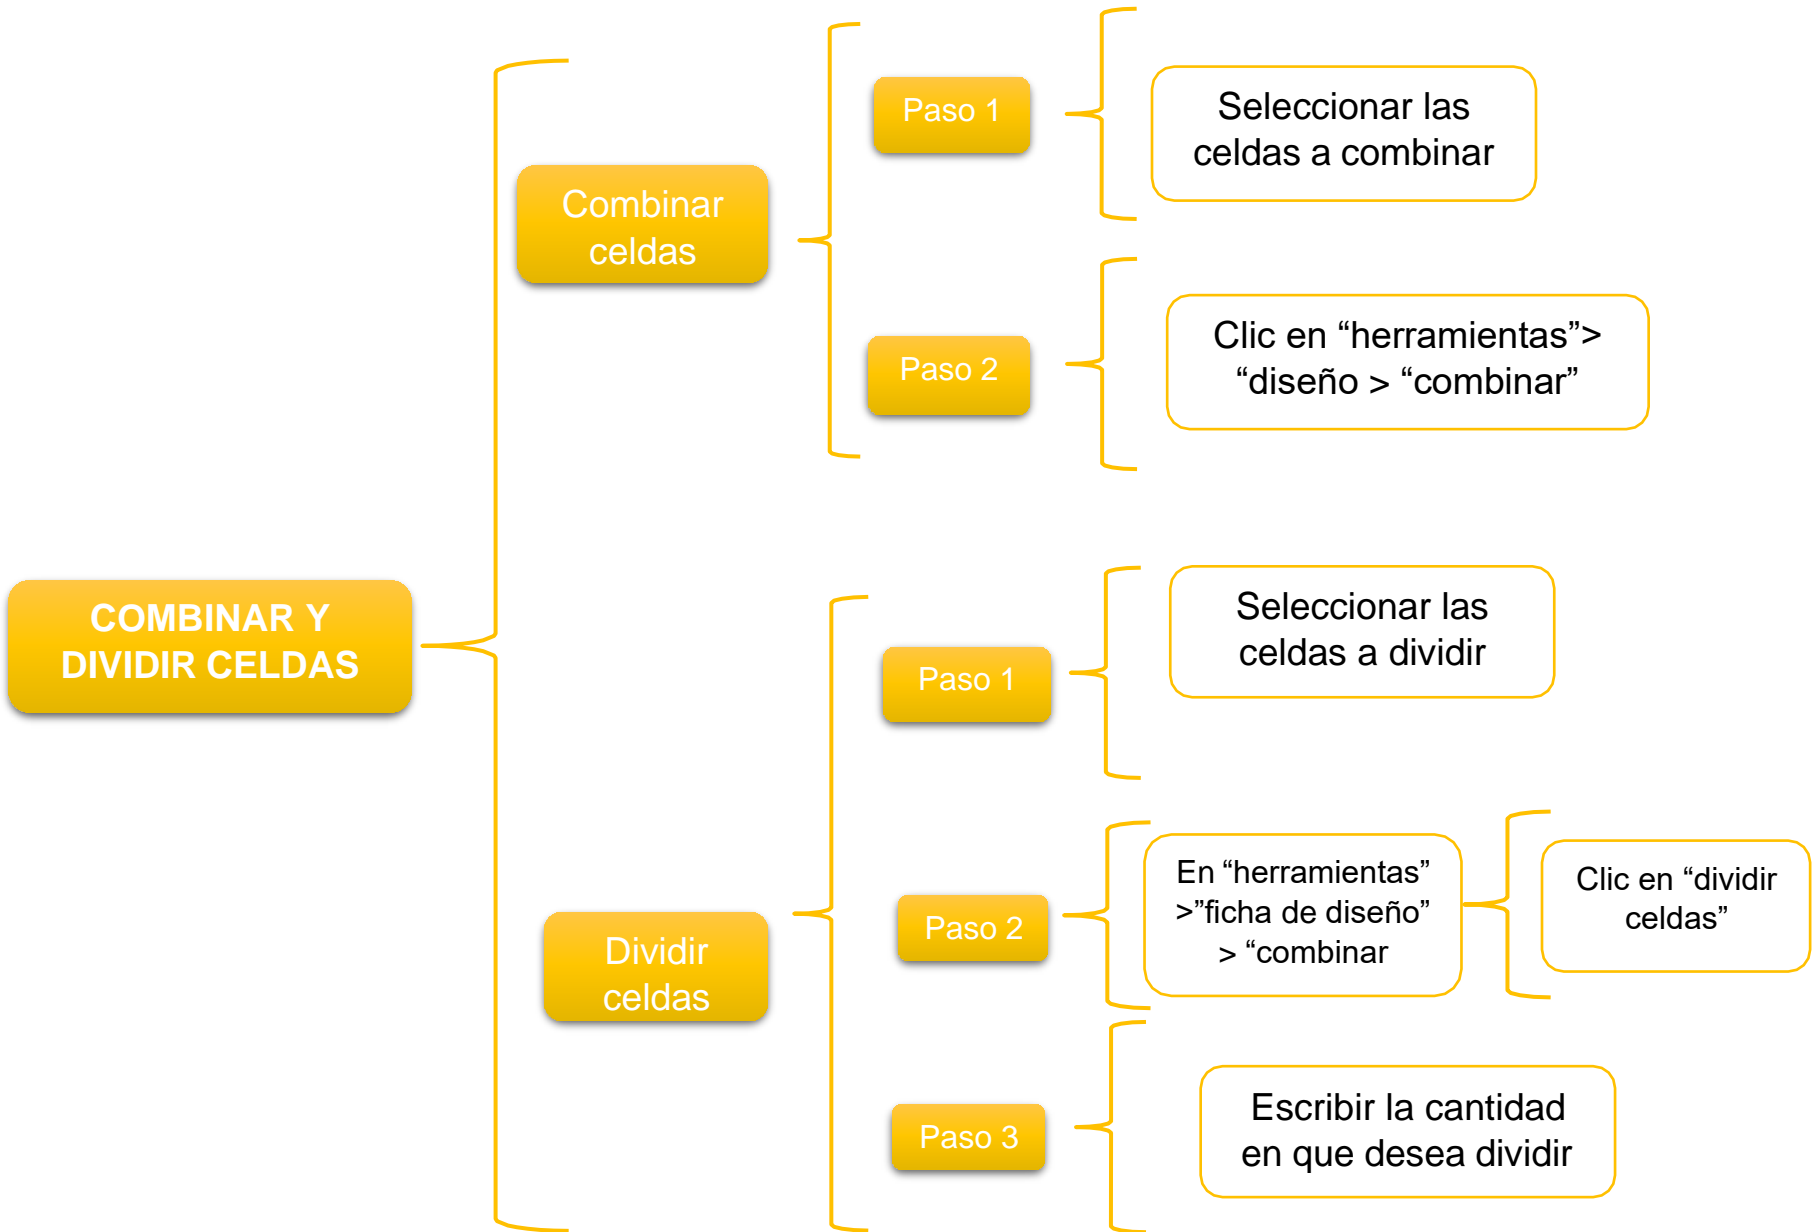 COMBINAR Y
DIVIDIR CELDAS
Combinar
celdas
Paso 1
Seleccionar las
celdas a combinar
Paso 2
Clic en “herramientas”>
“diseño > “combinar”
Dividir
celdas
Paso 1
Seleccionar las
celdas a dividir
Paso 2
En “herramientas”
>”ficha de diseño”
> “combinar
Clic en “dividir
celdas”
Paso 3
Escribir la cantidad
en que desea dividir